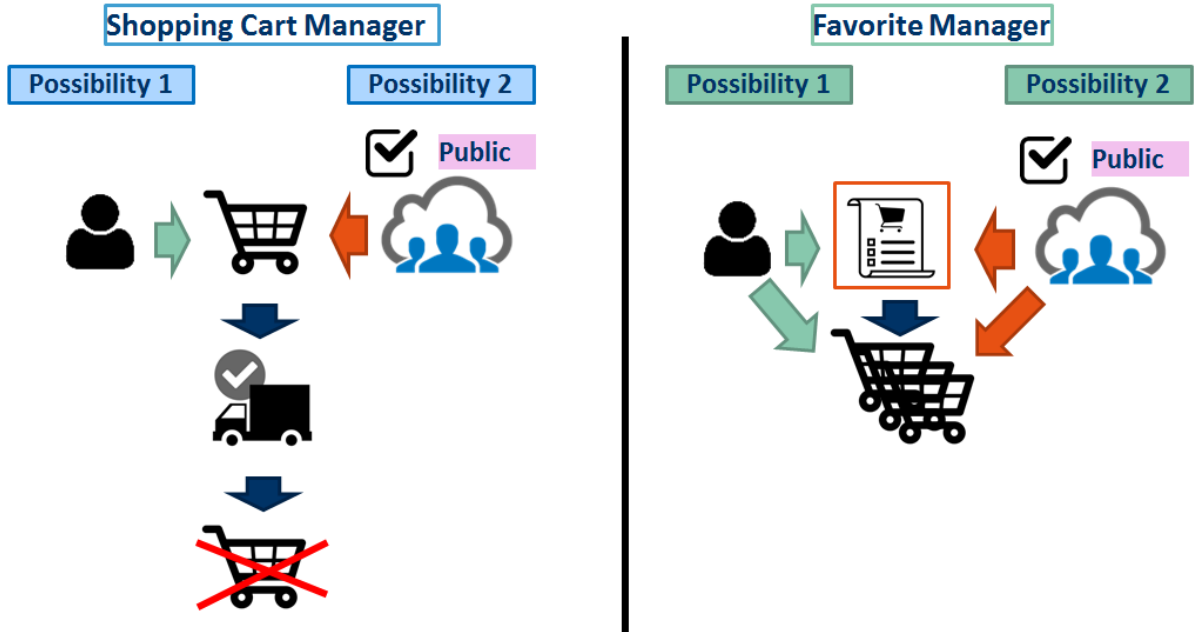 Shopping Cart Manager
Possibility 1
Possibility 2
Public
Favorite Manager
Possibility 1
Possibility 2
Public